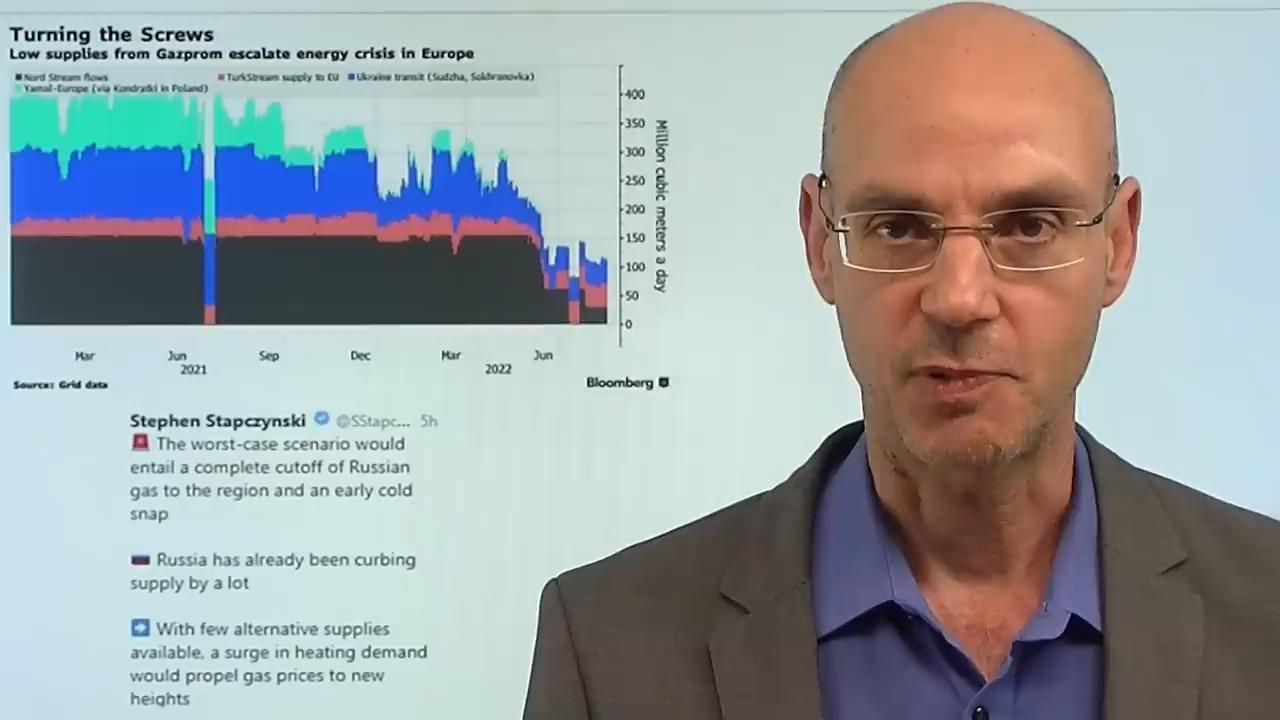 Turning the Screws
Low supplies from Gazprom escalate energy crisis in Europe
Nord Stream flows TurkStream supply to EU Ukraine transit (Sudzha, Sokhranovka)
Yamal-Europe (via Kondratki in Poland)
400
350
300
250
200
150
100
50
0
Million cubic meters a day
Mar Jun Sep Dec Mar Jun
2021 2022
Source: Grid data
Bloomberg
Stephen Stapczynski @SStapc... 5h
🚨 The worst-case scenario would
entail a complete cutoff of Russian
gas to the region and an early cold
snap
🇷🇺 Russia has already been curbing
supply by a lot
➡️ With few alternative supplies
available, a surge in heating demand
would propel gas prices to new
heights